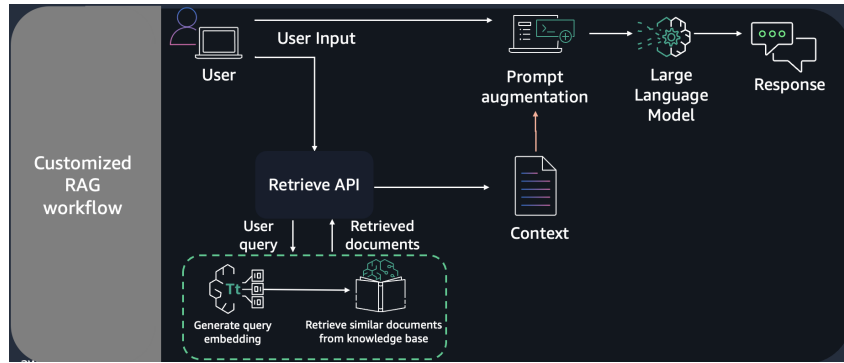 Customized
RAG
workflow
User
User Input
Prompt
augmentation
Large
Language
Model
Response
Retrieve API
Context
User
query
Retrieved
documents
Tt
Generate query
embedding
Retrieve similar documents
from knowledge base